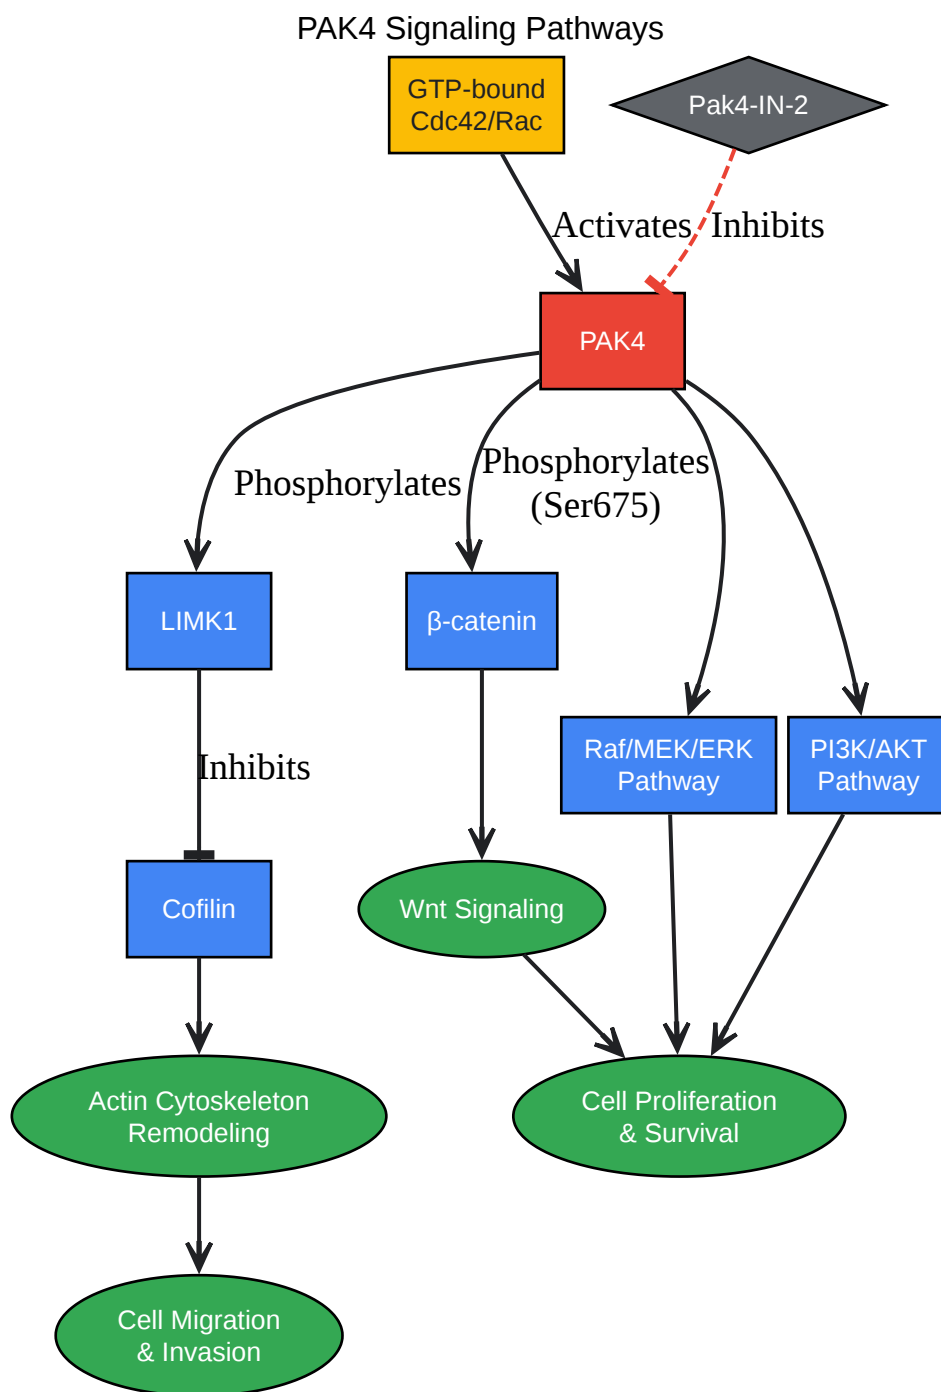 PAK4 Signaling Pathways
GTP-bound
Cdc42/Rac
Pak4-IN-2
Activates
Inhibits
PAK4
Phosphorylates
Phosphorylates
(Ser675)
LIMK1
β-catenin
Raf/MEK/ERK
Pathway
PI3K/AKT
Pathway
Inhibits
Cofilin
Wnt Signaling
Actin Cytoskeleton
Remodeling
Cell Proliferation
& Survival
Cell Migration
& Invasion